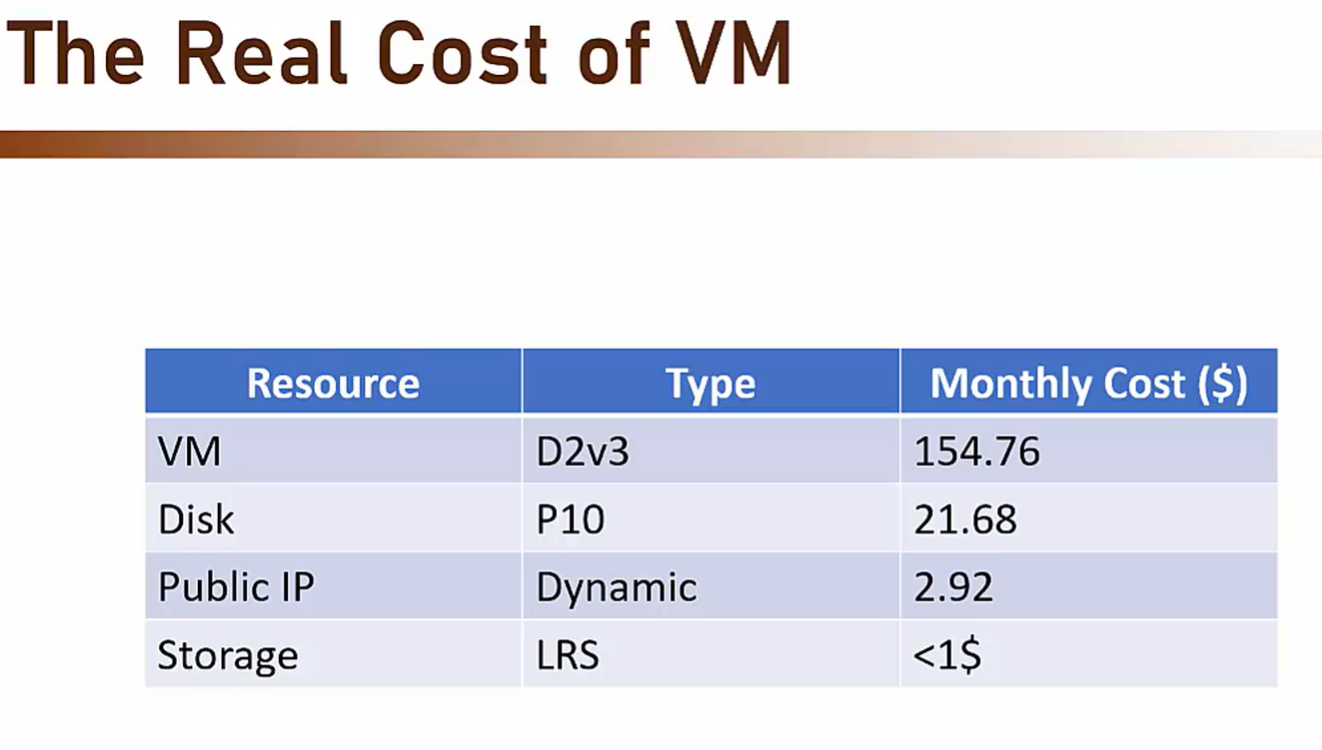 The Real Cost of VM
Resource Type Monthly Cost ($)
VM D2v3 154.76
Disk P10 21.68
Public IP Dynamic 2.92
Storage LRS <1$